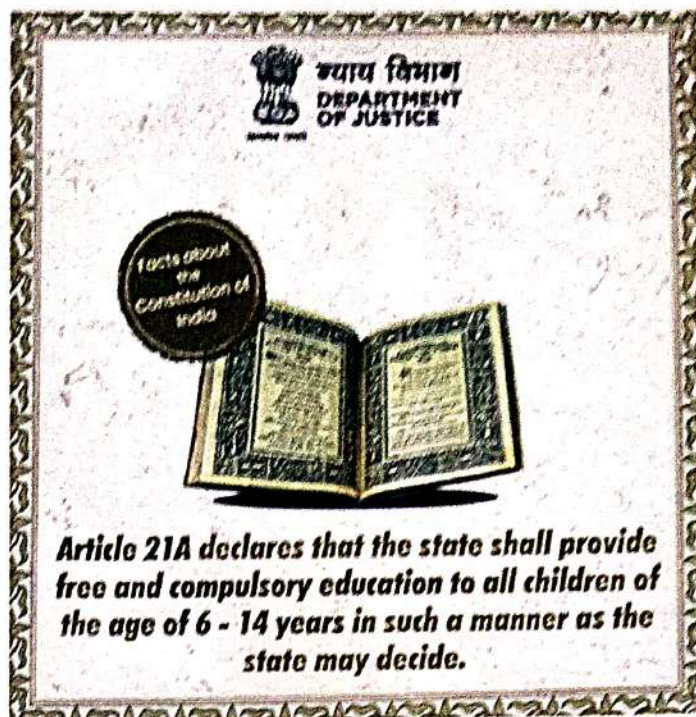 न्याय विभाग
DEPARTMENT
OF JUSTICE
Facts about
the
Constitution of
India
Article 21A declares that the state shall provide
free and compulsory education to all children of
the age of 6 - 14 years in such a manner as the
state may decide.